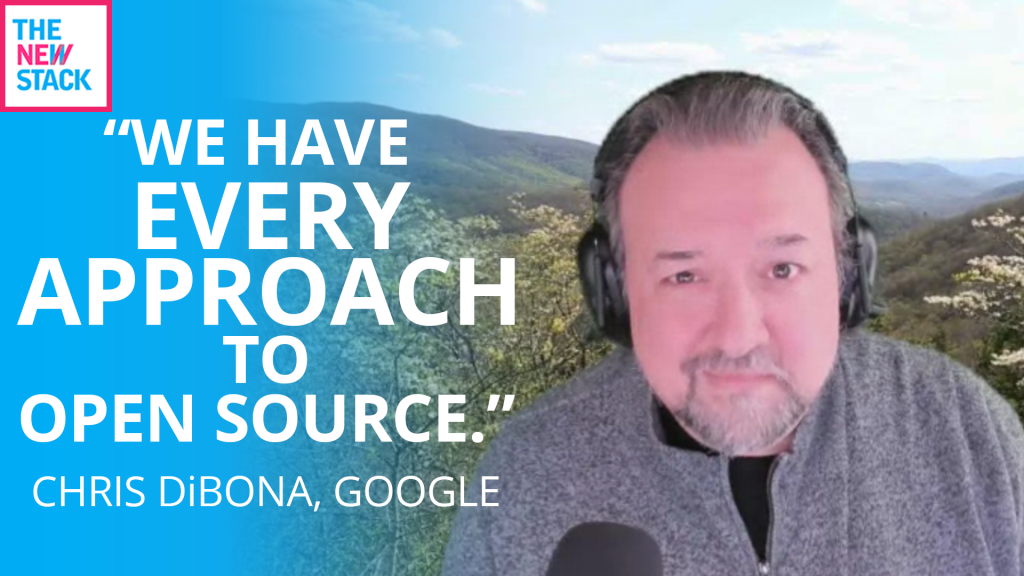 THE
NEW
STACK
“WE HAVE
EVERY
APPROACH
TO
OPEN SOURCE.”
CHRIS DiBONA, GOOGLE